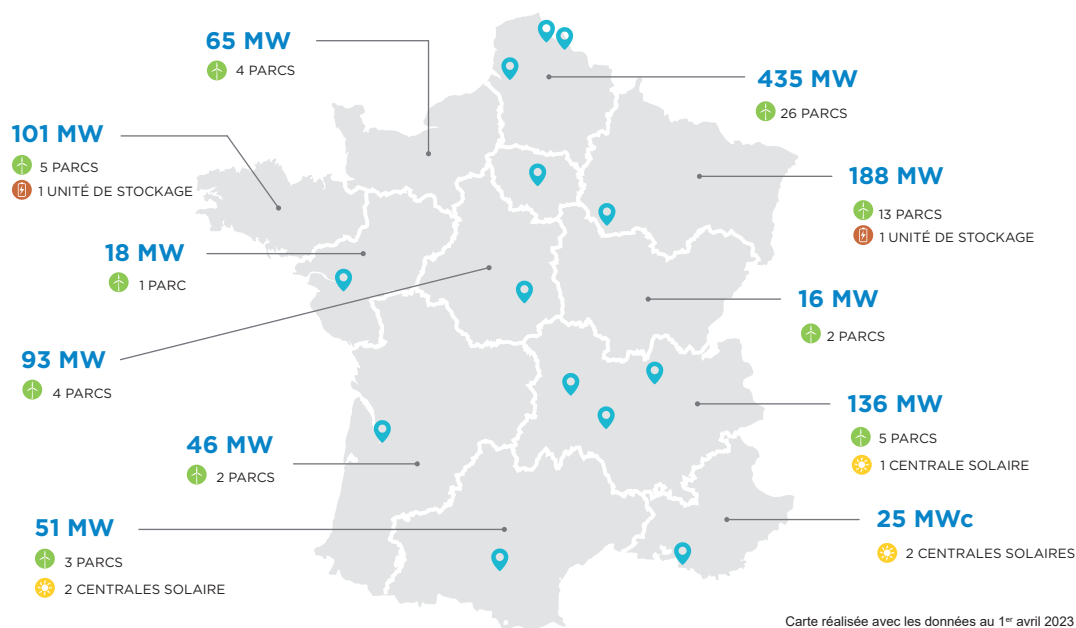 65 MW
4 PARCS
435 MW
26 PARCS
101 MW
5 PARCS
1 UNITÉ DE STOCKAGE
188 MW
13 PARCS
1 UNITÉ DE STOCKAGE
18 MW
1 PARC
16 MW
2 PARCS
93 MW
4 PARCS
136 MW
5 PARCS
1 CENTRALE SOLAIRE
46 MW
2 PARCS
51 MW
3 PARCS
2 CENTRALES SOLAIRE
25 MWc
2 CENTRALES SOLAIRES
Carte réalisée avec les données au 1er avril 2023